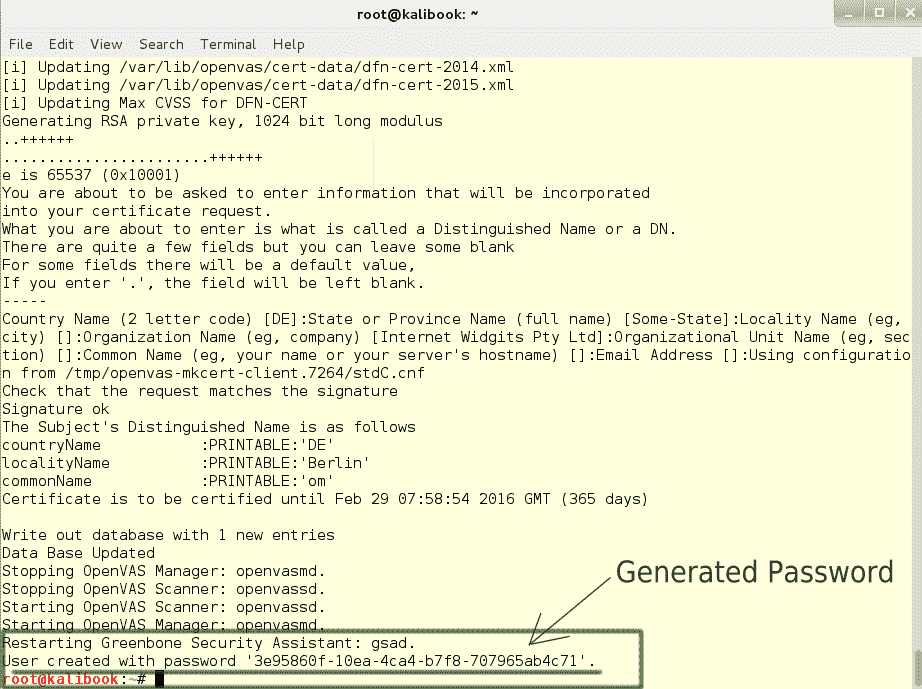 root@kalibook: ~
File Edit View Search Terminal Help
[i] Updating /var/lib/openvas/cert-data/dfn-cert-2014.xml
[i] Updating /var/lib/openvas/cert-data/dfn-cert-2015.xml
[i] Updating Max CVSS for DFN-CERT
Generating RSA private key, 1024 bit long modulus
..++++++
.......................++++++
e is 65537 (0x10001)
You are about to be asked to enter information that will be incorporated
into your certificate request.
What you are about to enter is what is called a Distinguished Name or a DN.
There are quite a few fields but you can leave some blank
For some fields there will be a default value,
If you enter '.', the field will be left blank.
-----
Country Name (2 letter code) [DE]:State or Province Name (full name) [Some-State]:Locality Name (eg,
city) []:Organization Name (eg, company) [Internet Widgits Pty Ltd]:Organizational Unit Name (eg, sec
tion) []:Common Name (eg, your name or your server's hostname) []:Email Address []:Using configuratio
n from /tmp/openvas-mkcert-client.7264/stdC.cnf
Check that the request matches the signature
Signature ok
The Subject's Distinguished Name is as follows
countryName           :PRINTABLE:'DE'
localityName          :PRINTABLE:'Berlin'
commonName            :PRINTABLE:'om'
Certificate is to be certified until Feb 29 07:58:54 2016 GMT (365 days)
Write out database with 1 new entries
Data Base Updated
Stopping OpenVAS Manager: openvasmd.
Stopping OpenVAS Scanner: openvassd.
Starting OpenVAS Scanner: openvassd.
Starting OpenVAS Manager: openvasmd.
Generated Password
Restarting Greenbone Security Assistant: gsad.
User created with password '3e95860f-10ea-4ca4-b7f8-707965ab4c71'.
root@kalibook:~#